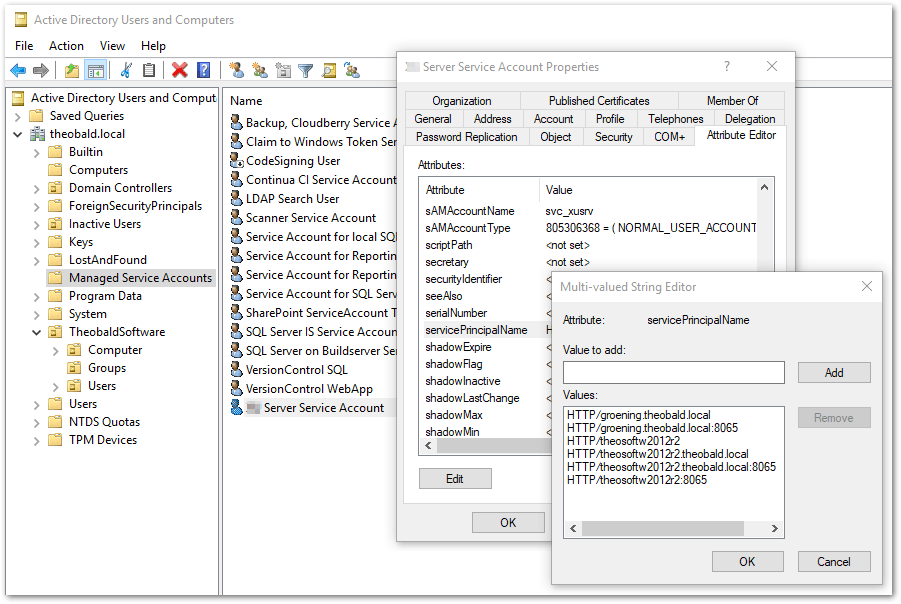 Active Directory Users and Computers
File Action View Help
Active Directory Users and Comput
Saved Queries
theobald.local
Builtin
Computers
Domain Controllers
ForeignSecurityPrincipals
Inactive Users
Keys
LostAndFound
Managed Service Accounts
Program Data
System
TheobaldSoftware
Computer
Groups
Users
Users
NTDS Quotas
TPM Devices
Name
Backup, Cloudberry Service A
Claim to Windows Token Ser
CodeSigning User
Continua CI Service Account
LDAP Search User
Scanner Service Account
Service Account for local SQL
Service Account for Reportin
Service Account for Reportin
Service Account for SQL Serv
SharePoint ServiceAccount T
SQL Server IS Service Accoun
SQL Server on Buildserver Se
VersionControl SQL
VersionControl WebApp
Server Service Account
Server Service Account Properties
?
Organization Published Certificates Member Of
General Address Account Profile Telephones Delegation
Password Replication Object Security COM+ Attribute Editor
Attributes:
Attribute Value
sAMAccountName svc_xusrv
sAMAccountType 805306368 = ( NORMAL_USER_ACCOUNT
scriptPath <not set>
secretary <not set>
securityIdentifier <
seeAlso <
serialNumber <
servicePrincipalName H
shadowExpire <
shadowFlag <
shadowInactive <
shadowLastChange <
shadowMax <
shadowMin <
Edit
OK
Multi-valued String Editor
Attribute: servicePrincipalName
Value to add:
Add
Values:
Remove
HTTP/groening.theobald.local
HTTP/groening.theobald.local:8065
HTTP/theosoftw2012r2
HTTP/theosoftw2012r2.theobald.local
HTTP/theosoftw2012r2.theobald.local:8065
HTTP/theosoftw2012r2:8065
OK Cancel